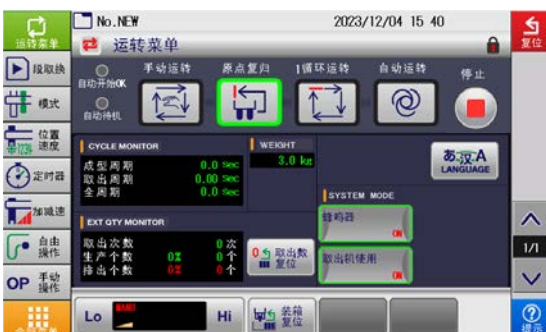 No.NEW 2023/12/04 15 40
运转菜单
复位
运转菜单
段取换
模式
位置
速度
定时器
加减速
自由
操作
OP 手动
操作
自动开始OK
自动待机
手动运转 原点复归 1循环运转 自动运转 停止
CYCLE MONITOR
成型周期 0.0 Sec
取出周期 0.00 Sec
全周期 0.0 Sec
WEIGHT
3.0 kg
あ汉A
LANGUAGE
SYSTEM MODE
蜂鸣器
ON
取出机使用
ON
EXT QTY MONITOR
取出次数 0次
生产个数 0% 0个
排出个数 0% 0个
0 取出数
复位
1/1
Lo Hi
装箱
复位
提示